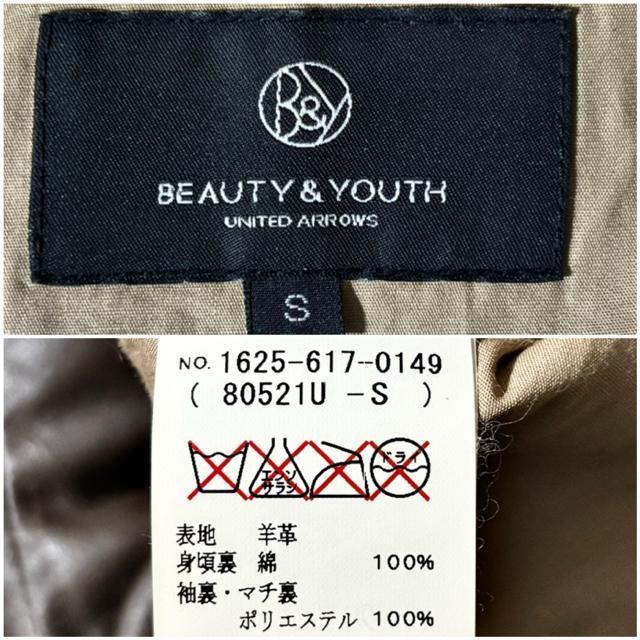 B&Y
BEAUTY & YOUTH
UNITED ARROWS
S
NO. 1625-617-0149
( 80521U -S )
エンソ
サラシ
ドライ
表地 羊革
身頃裏 綿 100%
袖裏・マチ裏
ポリエステル 100%